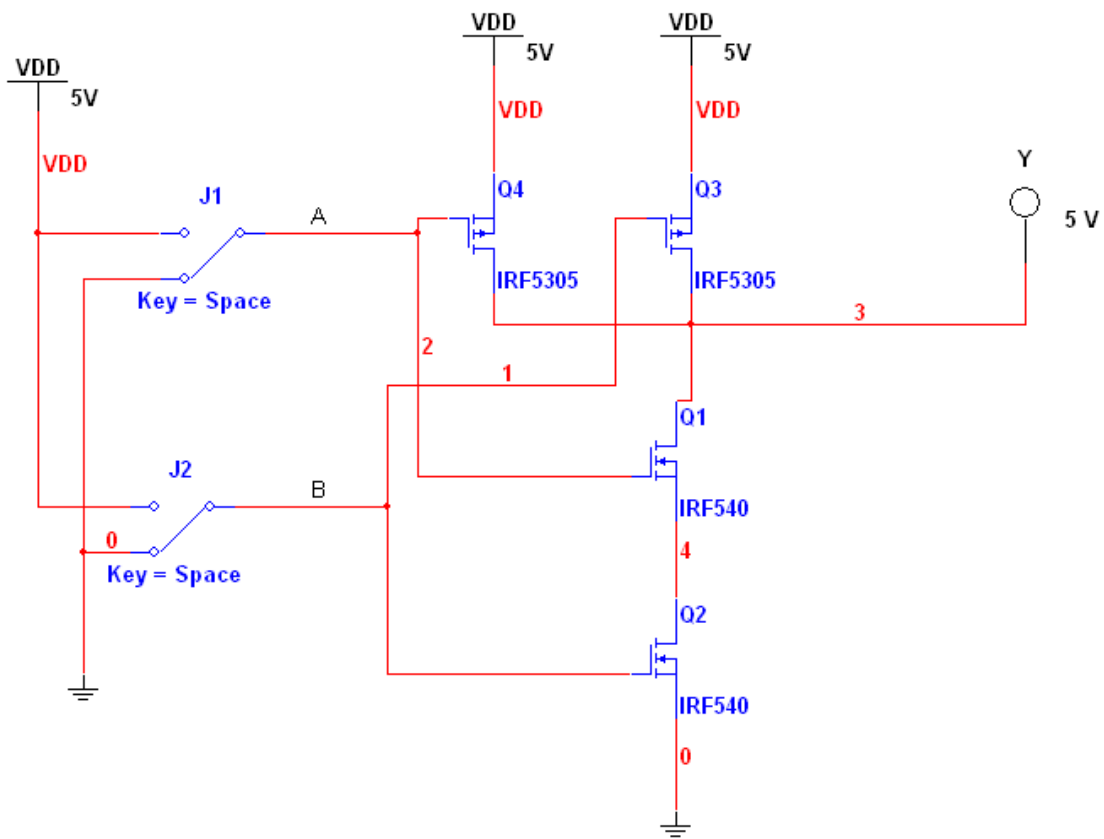 VDD
5V
VDD
5V
VDD
5V
VDD
VDD
VDD
Y
5 V
J1
A
Key = Space
Q4
IRF5305
Q3
IRF5305
3
2
1
Q1
IRF540
J2
B
0
Key = Space
4
Q2
IRF540
0